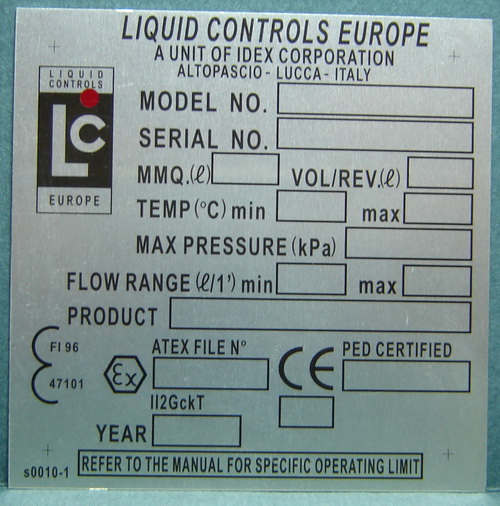 LIQUID CONTROLS EUROPE
A UNIT OF IDEX CORPORATION
ALTOPASCIO - LUCCA - ITALY
LIQUID
CONTROLS
LC
EUROPE
MODEL NO.
SERIAL NO.
MMQ.(ℓ) VOL/REV.(ℓ)
TEMP (°C) min max
MAX PRESSURE (kPa)
FLOW RANGE (ℓ/1') min max
PRODUCT
FI 96
47101
εx
ATEX FILE N°
CE
PED CERTIFIED
II2GckT
YEAR
s0010-1
REFER TO THE MANUAL FOR SPECIFIC OPERATING LIMIT